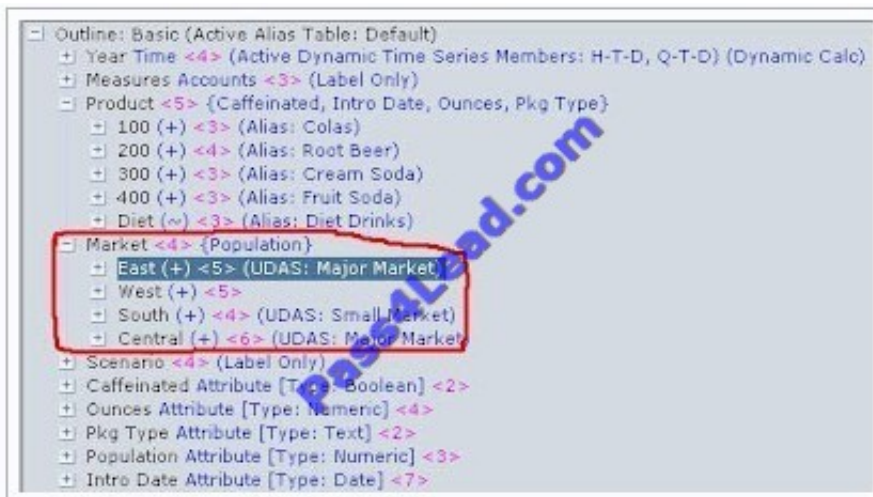 Outline: Basic (Active Alias Table: Default)
Year Time <4> (Active Dynamic Time Series Members: H-T-D, Q-T-D) (Dynamic Calc)
Measures Accounts <3> (Label Only)
Product <5> {Caffeinated, Intro Date, Ounces, Pkg Type}
100 (+) <3> (Alias: Colas)
200 (+) <4> (Alias: Root Beer)
300 (+) <3> (Alias: Cream Soda)
400 (+) <3> (Alias: Fruit Soda)
Diet (~) <3> (Alias: Diet Drinks)
Market <4> {Population}
East (+) <5> (UDAS: Major Market)
West (+) <5>
South (+) <4> (UDAS: Small Market)
Central (+) <6> (UDAS: Major Market
Scenario <4> (Label Only)
Caffeinated Attribute [Type: Boolean] <2>
Ounces Attribute [Type: Numeric] <4>
Pkg Type Attribute [Type: Text] <2>
Population Attribute [Type: Numeric] <3>
Intro Date Attribute [Type: Date] <7>
Pass4Lead.com